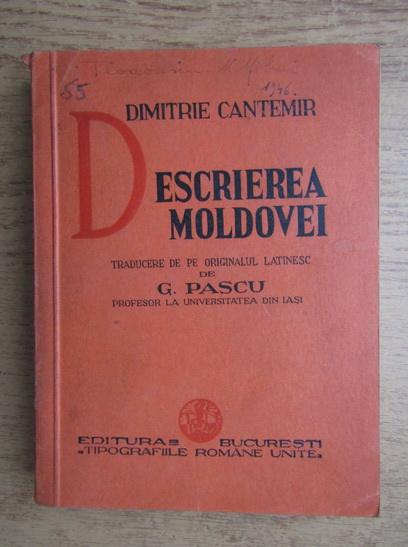 55
1946.
DIMITRIE CANTEMIR
DESCRIEREA
MOLDOVEI
TRADUCERE DE PE ORIGINALUL LATINESC
DE
G. PASCU
PROFESOR LA UNIVERSITATEA DIN IAȘI
EDITURA BUCUREȘTI
„TIPOGRAFIILE ROMÂNE UNITE„